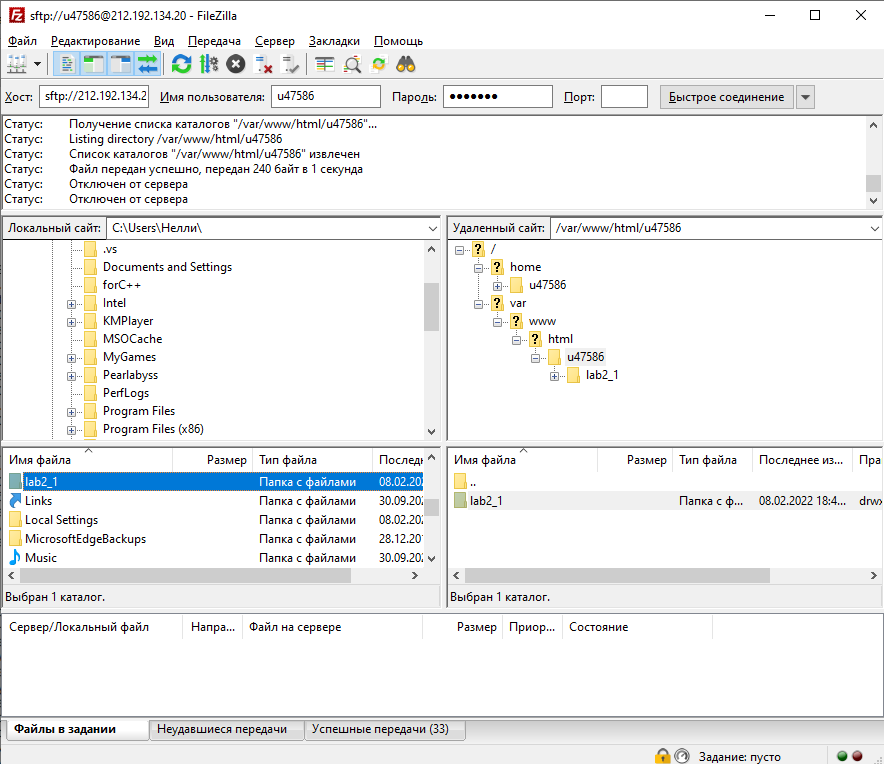 sftp://u47586@212.192.134.20 - FileZilla
Файл Редактирование Вид Передача Сервер Закладки Помощь
Хост: sftp://212.192.134.2 Имя пользователя: u47586 Пароль: ●●●●●●● Порт: Быстрое соединение
Статус: Получение списка каталогов "/var/www/html/u47586"...
Статус: Listing directory /var/www/html/u47586
Статус: Список каталогов "/var/www/html/u47586" извлечен
Статус: Файл передан успешно, передан 240 байт в 1 секунда
Статус: Отключен от сервера
Статус: Отключен от сервера
Локальный сайт: C:\Users\Нелли\
.vs
Documents and Settings
forC++
Intel
KMPlayer
MSOCache
MyGames
Pearlabyss
PerfLogs
Program Files
Program Files (x86)
Удаленный сайт: /var/www/html/u47586
/
home
u47586
var
www
html
u47586
lab2_1
Имя файла Размер Тип файла Последн
lab2_1 Папка с файлами 08.02.202
Links Папка с файлами 30.09.202
Local Settings Папка с файлами 08.02.202
MicrosoftEdgeBackups Папка с файлами 28.12.201
Music Папка с файлами 30.09.202
Выбран 1 каталог.
Имя файла Размер Тип файла Последнее из... Пра
..
lab2_1 Папка с ф... 08.02.2022 18:4... drwx
Выбран 1 каталог.
Сервер/Локальный файл Напра... Файл на сервере Размер Приор... Состояние
Файлы в задании Неудавшиеся передачи Успешные передачи (33)
Задание: пусто